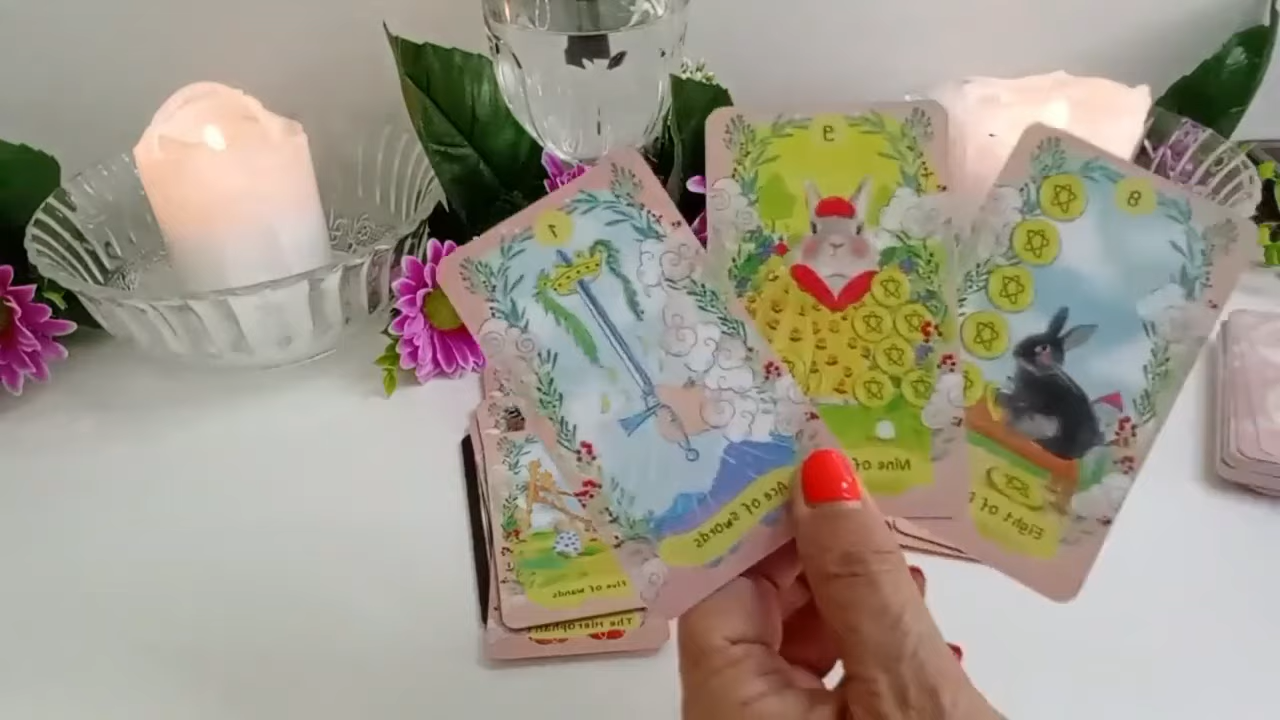 1
9
8
Ace of Swords
Nine of
Eight of
Five of Wands
The Hierophant